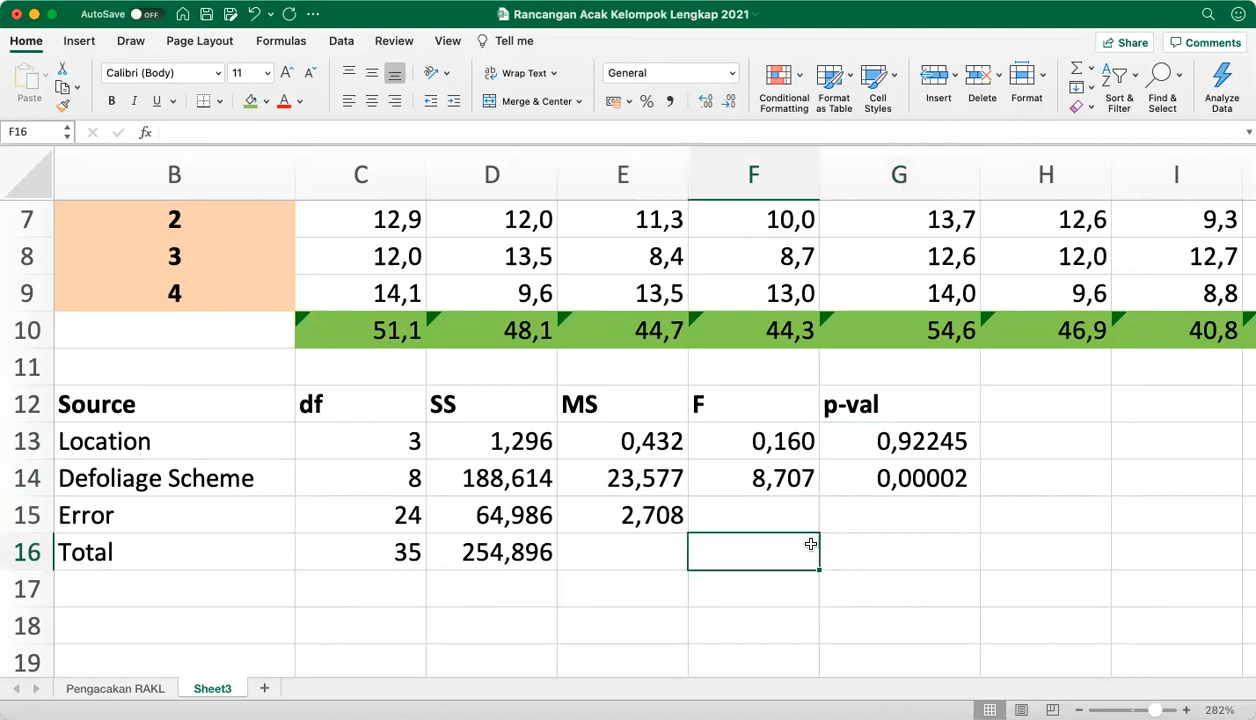 AutoSave OFF Rancangan Acak Kelompok Lengkap 2021
Home Insert Draw Page Layout Formulas Data Review View Tell me Share Comments
Paste Calibri (Body) 11 Wrap Text General
B I U A Merge & Center
Conditional Formatting Format as Table Cell Styles Insert Delete Format Sort & Filter Find & Select Analyze Data
F16 fx
B C D E F G H I
7 2 12,9 12,0 11,3 10,0 13,7 12,6 9,3
8 3 12,0 13,5 8,4 8,7 12,6 12,0 12,7
9 4 14,1 9,6 13,5 13,0 14,0 9,6 8,8
10 51,1 48,1 44,7 44,3 54,6 46,9 40,8
11
12 Source df SS MS F p-val
13 Location 3 1,296 0,432 0,160 0,92245
14 Defoliage Scheme 8 188,614 23,577 8,707 0,00002
15 Error 24 64,986 2,708
16 Total 35 254,896
17
18
19
Pengacakan RAKL Sheet3
282%